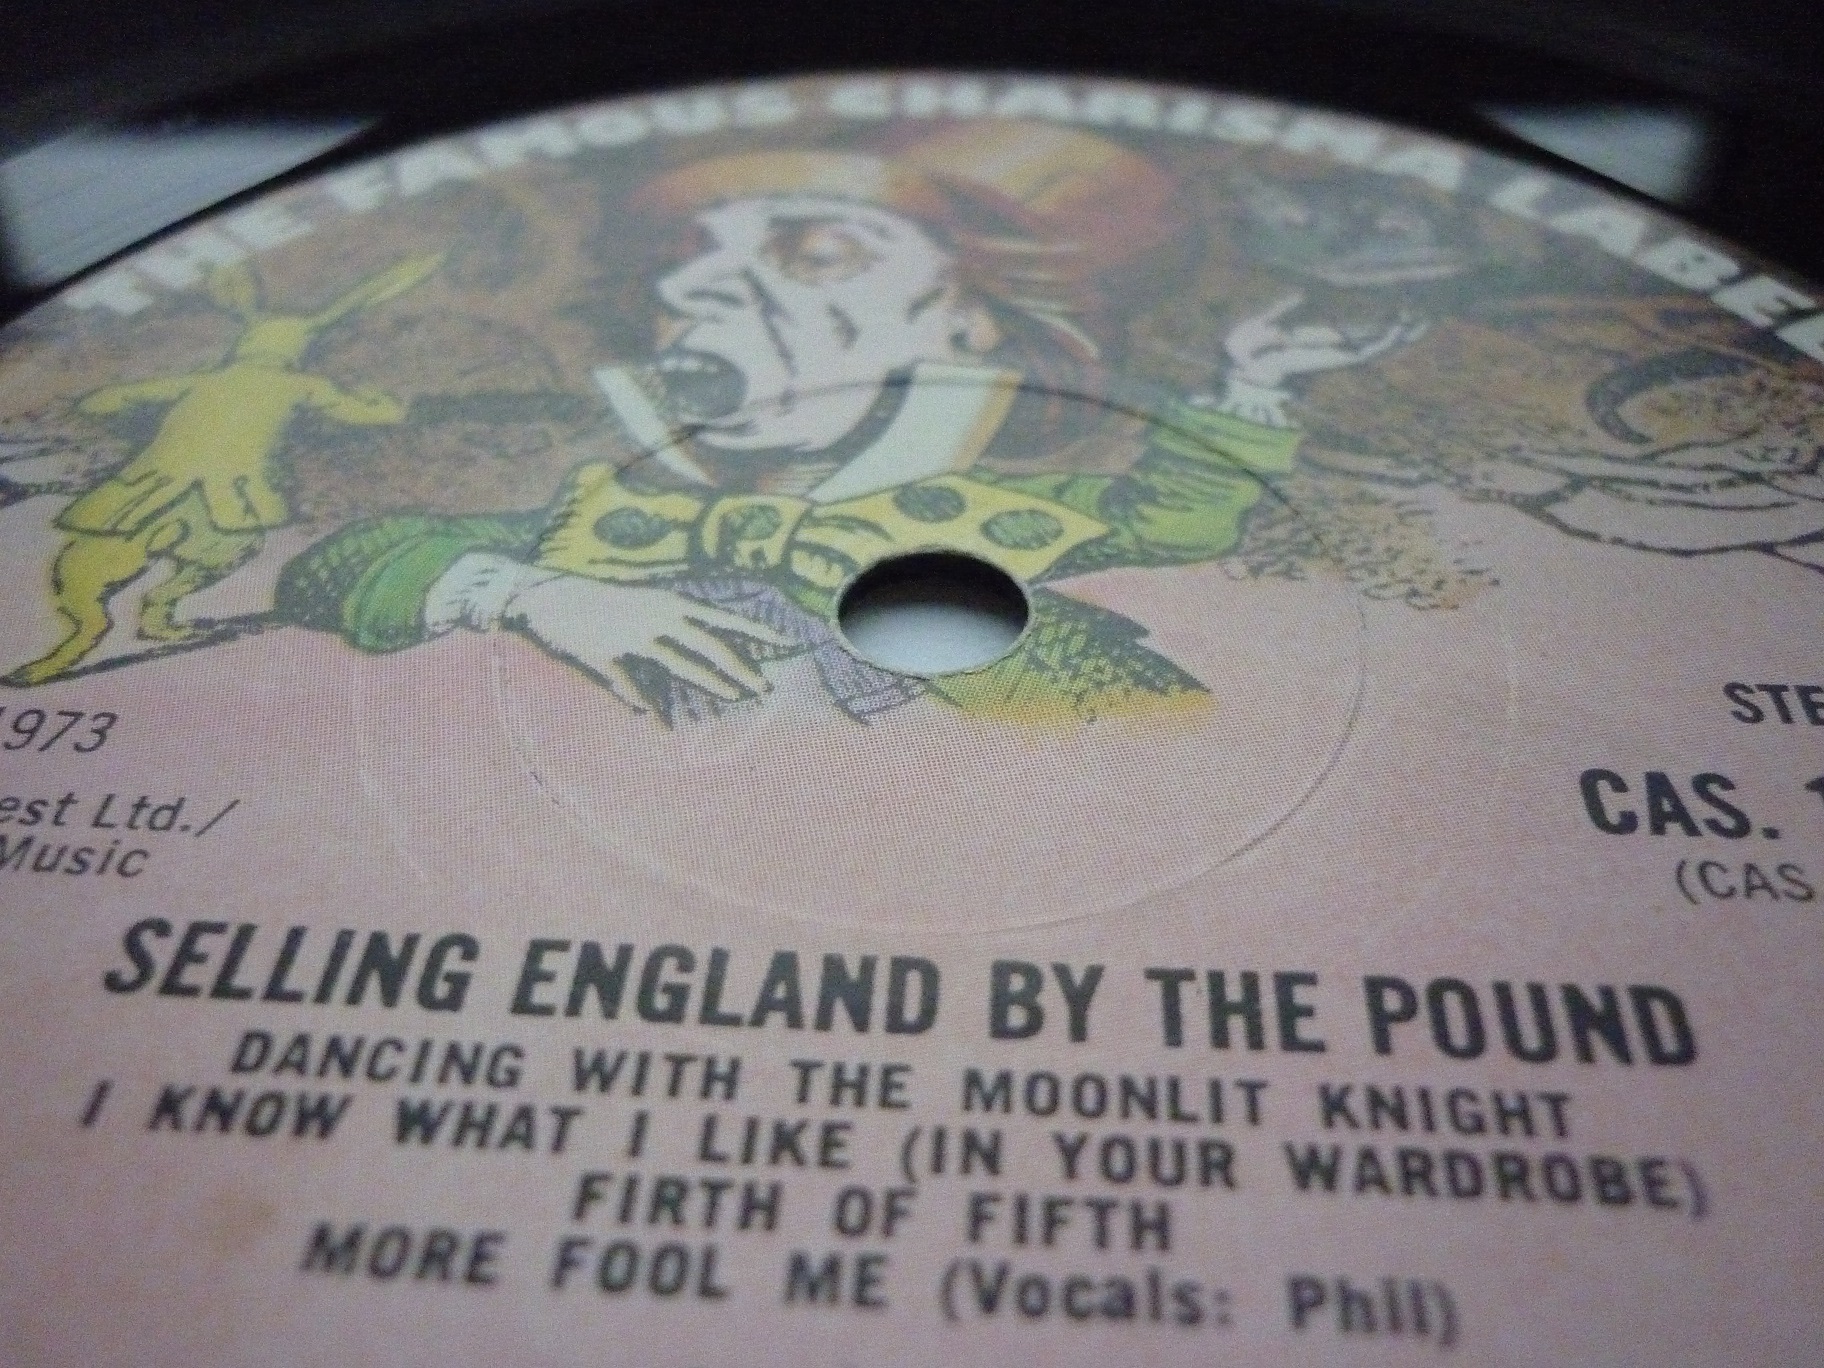 THE FAMOUS CHARISMA LABEL
1973
STE
est Ltd./
Music
CAS.
(CAS
SELLING ENGLAND BY THE POUND
DANCING WITH THE MOONLIT KNIGHT
I KNOW WHAT I LIKE (IN YOUR WARDROBE)
FIRTH OF FIFTH
MORE FOOL ME (Vocals: Phil)